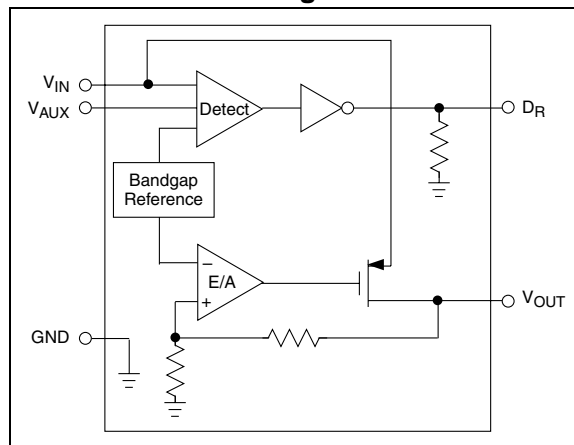 V_IN
V_AUX
Detect
D_R
Bandgap
Reference
−
E/A
+
V_OUT
GND